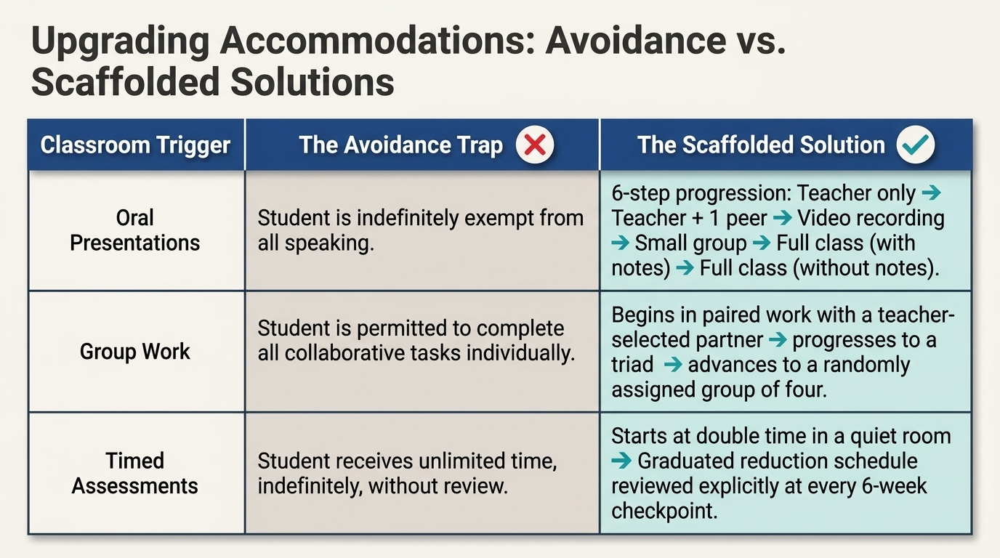 Upgrading Accommodations: Avoidance vs.
Scaffolded Solutions
Classroom Trigger
The Avoidance Trap
The Scaffolded Solution
Oral
Presentations
Student is indefinitely exempt from
all speaking.
6-step progression: Teacher only →
Teacher + 1 peer → Video recording
→ Small group → Full class (with
notes) → Full class (without notes).
Group Work
Student is permitted to complete
all collaborative tasks individually.
Begins in paired work with a teacher-
selected partner → progresses to a
triad → advances to a randomly
assigned group of four.
Timed
Assessments
Student receives unlimited time,
indefinitely, without review.
Starts at double time in a quiet room
→ Graduated reduction schedule
reviewed explicitly at every 6-week
checkpoint.